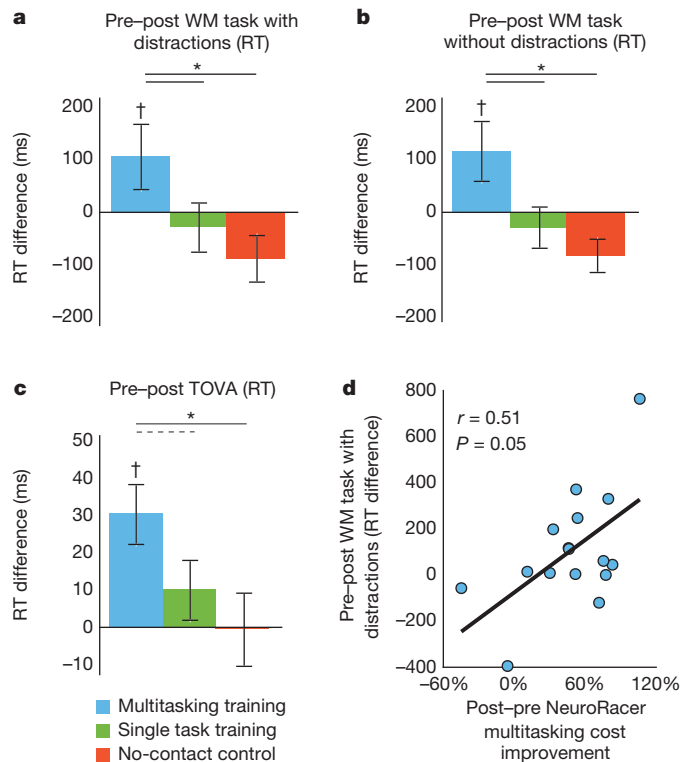 a
Pre–post WM task with
distractions (RT)
*
†
200
100
0
–100
–200
RT difference (ms)
b
Pre–post WM task
without distractions (RT)
*
†
200
100
0
–100
–200
RT difference (ms)
c
Pre–post TOVA (RT)
*
†
50
40
30
20
10
0
–10
RT difference (ms)
Multitasking training
Single task training
No-contact control
d
r = 0.51
P = 0.05
800
600
400
200
0
–200
–400
Pre–post WM task with
distractions (RT difference)
–60% 0% 60% 120%
Post–pre NeuroRacer
multitasking cost
improvement